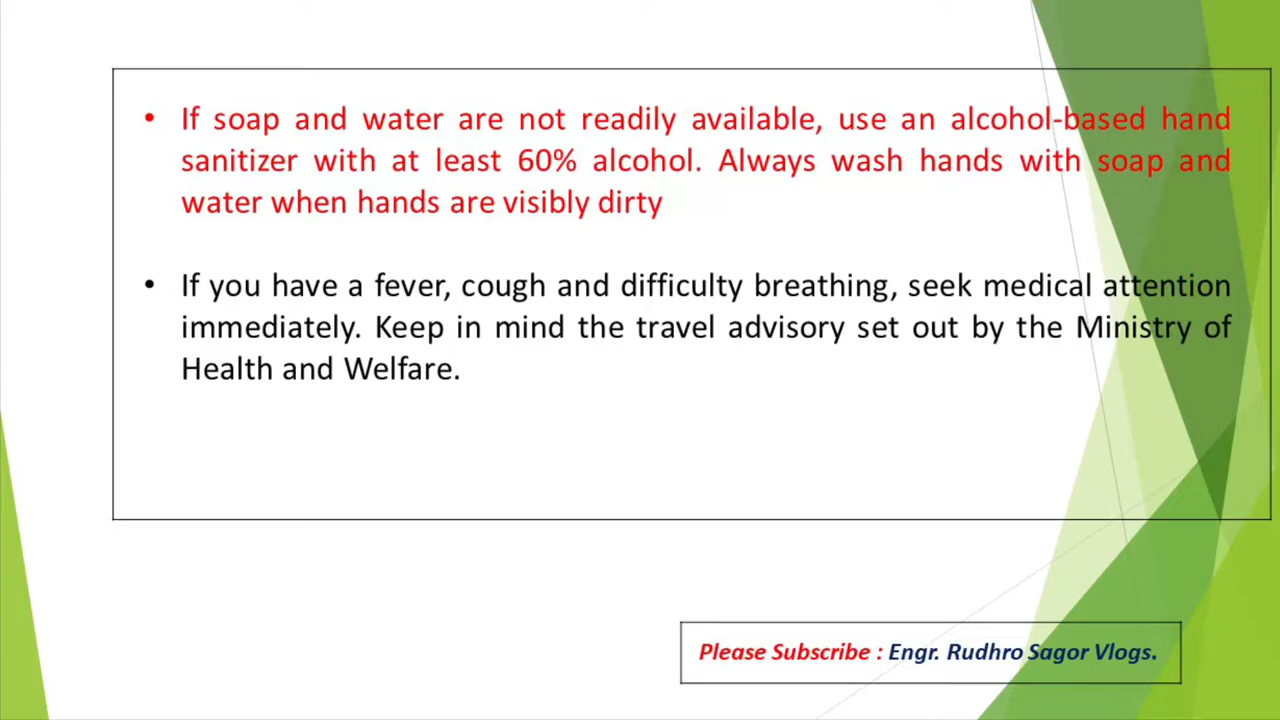 • If soap and water are not readily available, use an alcohol-based hand
sanitizer with at least 60% alcohol. Always wash hands with soap and
water when hands are visibly dirty
• If you have a fever, cough and difficulty breathing, seek medical attention
immediately. Keep in mind the travel advisory set out by the Ministry of
Health and Welfare.
Please Subscribe : Engr. Rudhro Sagor Vlogs.